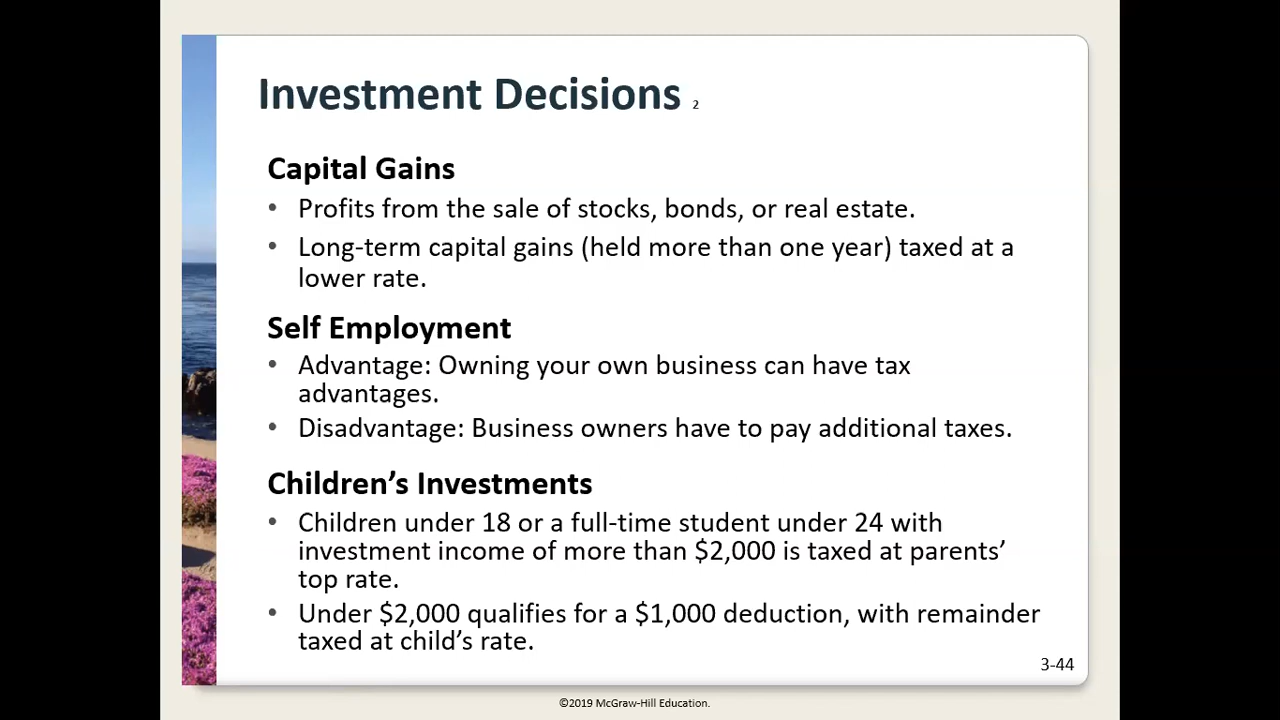 Investment Decisions 2
Capital Gains
• Profits from the sale of stocks, bonds, or real estate.
• Long-term capital gains (held more than one year) taxed at a
lower rate.
Self Employment
• Advantage: Owning your own business can have tax
advantages.
• Disadvantage: Business owners have to pay additional taxes.
Children’s Investments
• Children under 18 or a full-time student under 24 with
investment income of more than $2,000 is taxed at parents’
top rate.
• Under $2,000 qualifies for a $1,000 deduction, with remainder
taxed at child’s rate.
3-44
©2019 McGraw-Hill Education.